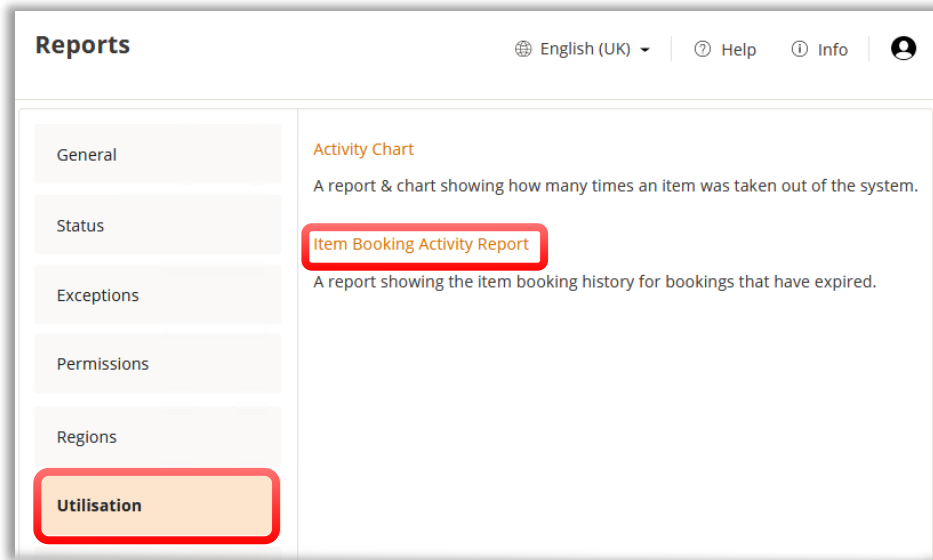 Reports
English (UK)
Help
Info
General
Status
Exceptions
Permissions
Regions
Utilisation
Activity Chart
A report & chart showing how many times an item was taken out of the system.
Item Booking Activity Report
A report showing the item booking history for bookings that have expired.